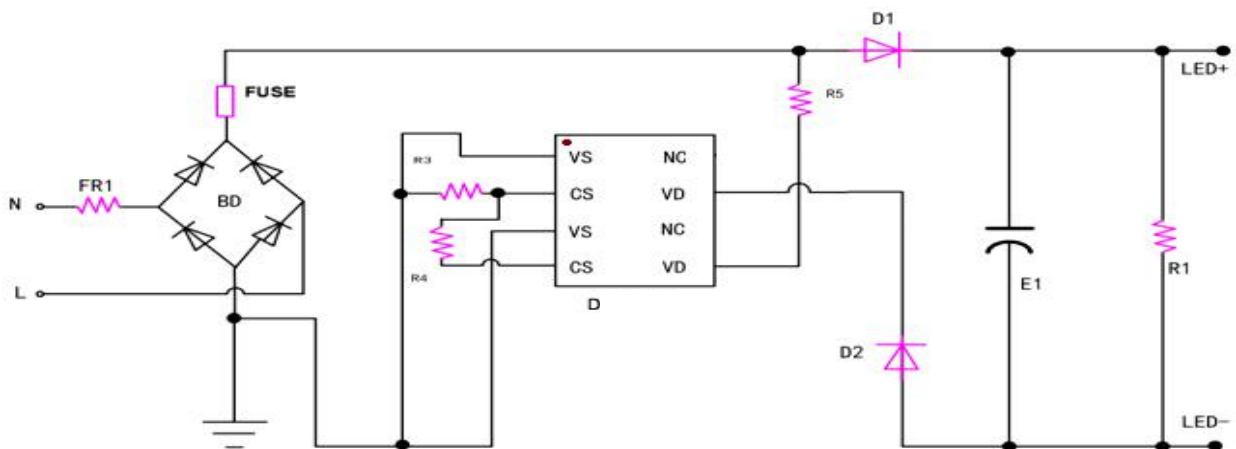 D1
LED+
FUSE
R5
R3
VS NC
FR1
CS VD
N
BD
VS NC
R4
CS VD
R1
L
E1
D
D2
LED-